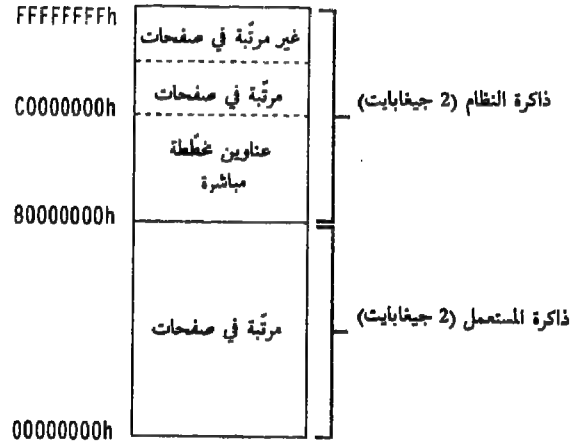 FFFFFFFFh
غير مرتّبة في صفحات
مرتّبة في صفحات
C0000000h
ذاكرة النظام (2 جيغابايت)
عناوين مخطّطة
مباشرة
80000000h
مرتّبة في صفحات
ذاكرة المستعمل (2 جيغابايت)
00000000h